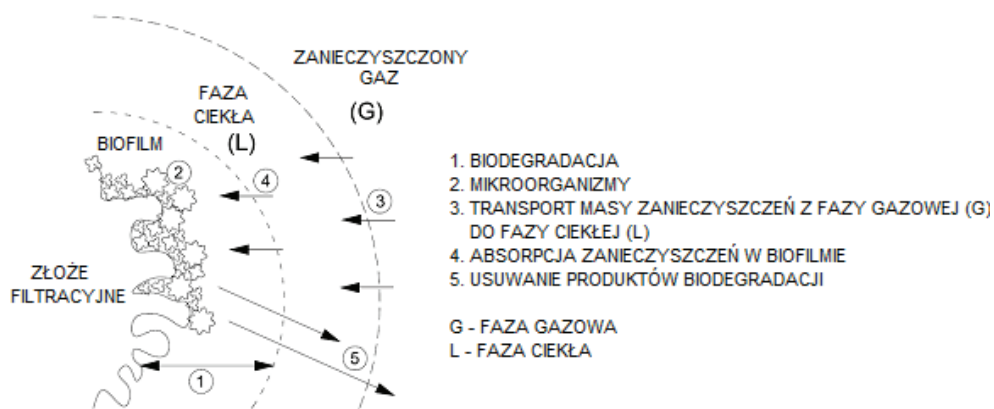 ZANIECZYSZCZONY
GAZ
(G)
FAZA
CIEKŁA
(L)
BIOFILM
2
4
3
ZŁOŻE
FILTRACYJNE
5
1
1. BIODEGRADACJA
2. MIKROORGANIZMY
3. TRANSPORT MASY ZANIECZYSZCZEŃ Z FAZY GAZOWEJ (G)
DO FAZY CIEKŁEJ (L)
4. ABSORPCJA ZANIECZYSZCZEŃ W BIOFILMIE
5. USUWANIE PRODUKTÓW BIODEGRADACJI
G - FAZA GAZOWA
L - FAZA CIEKŁA